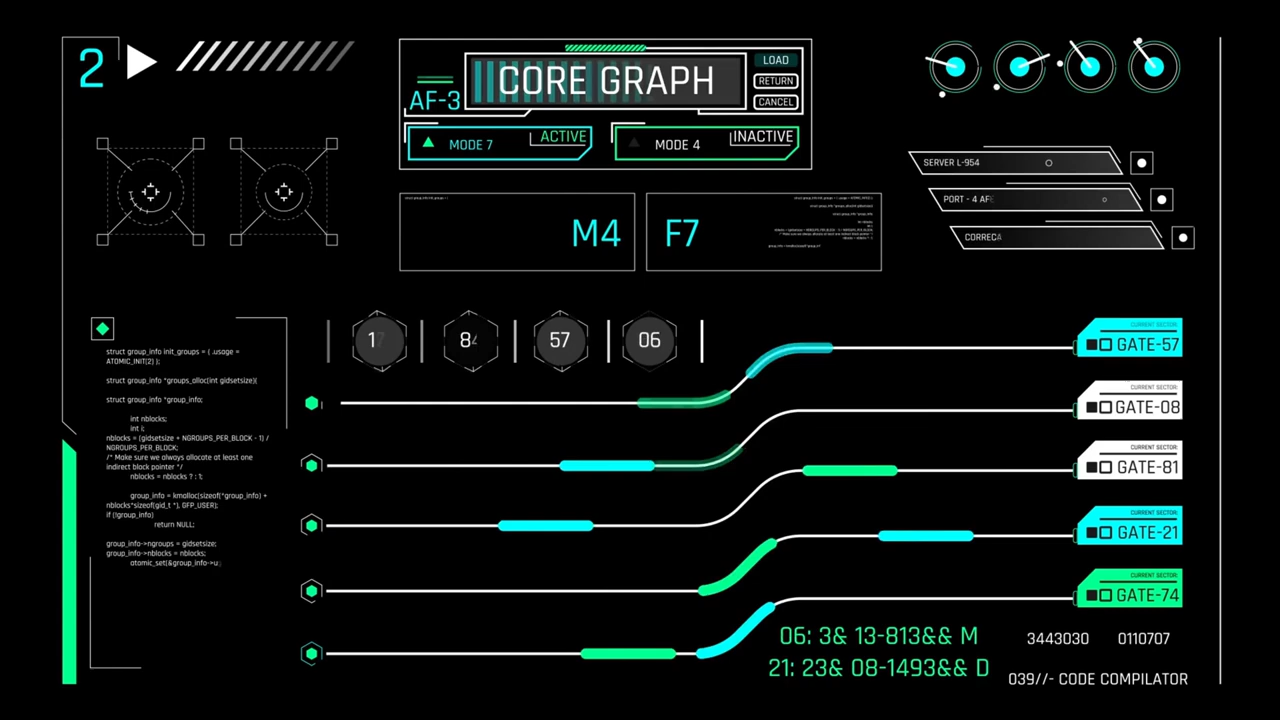 2
CORE GRAPH
AF-3
LOAD
RETURN
CANCEL
MODE 7
ACTIVE
MODE 4
INACTIVE
SERVER L-954
PORT - 4 AF
CORREC
M4
F7
17
84
57
06
struct group_info init_groups = { .usage =
ATOMIC_INIT(2) };
struct group_info *groups_alloc(int gidsetsize){
struct group_info *group_info;
int nblocks;
int i;
nblocks = (gidsetsize + NGROUPS_PER_BLOCK - 1) /
NGROUPS_PER_BLOCK;
/* Make sure we always allocate at least one
indirect block pointer */
nblocks = nblocks ? : 1;
group_info = kmalloc(sizeof(*group_info) +
nblocks*sizeof(gid_t *), GFP_USER);
if (!group_info)
return NULL;
group_info->ngroups = gidsetsize;
group_info->nblocks = nblocks;
atomic_set(&group_info->u
CURRENT SECTOR:
GATE-57
CURRENT SECTOR:
GATE-08
CURRENT SECTOR:
GATE-81
CURRENT SECTOR:
GATE-21
CURRENT SECTOR:
GATE-74
06: 3& 13-813&& M
21: 23& 08-1493&& D
3443030
0110707
039//- CODE COMPILATOR